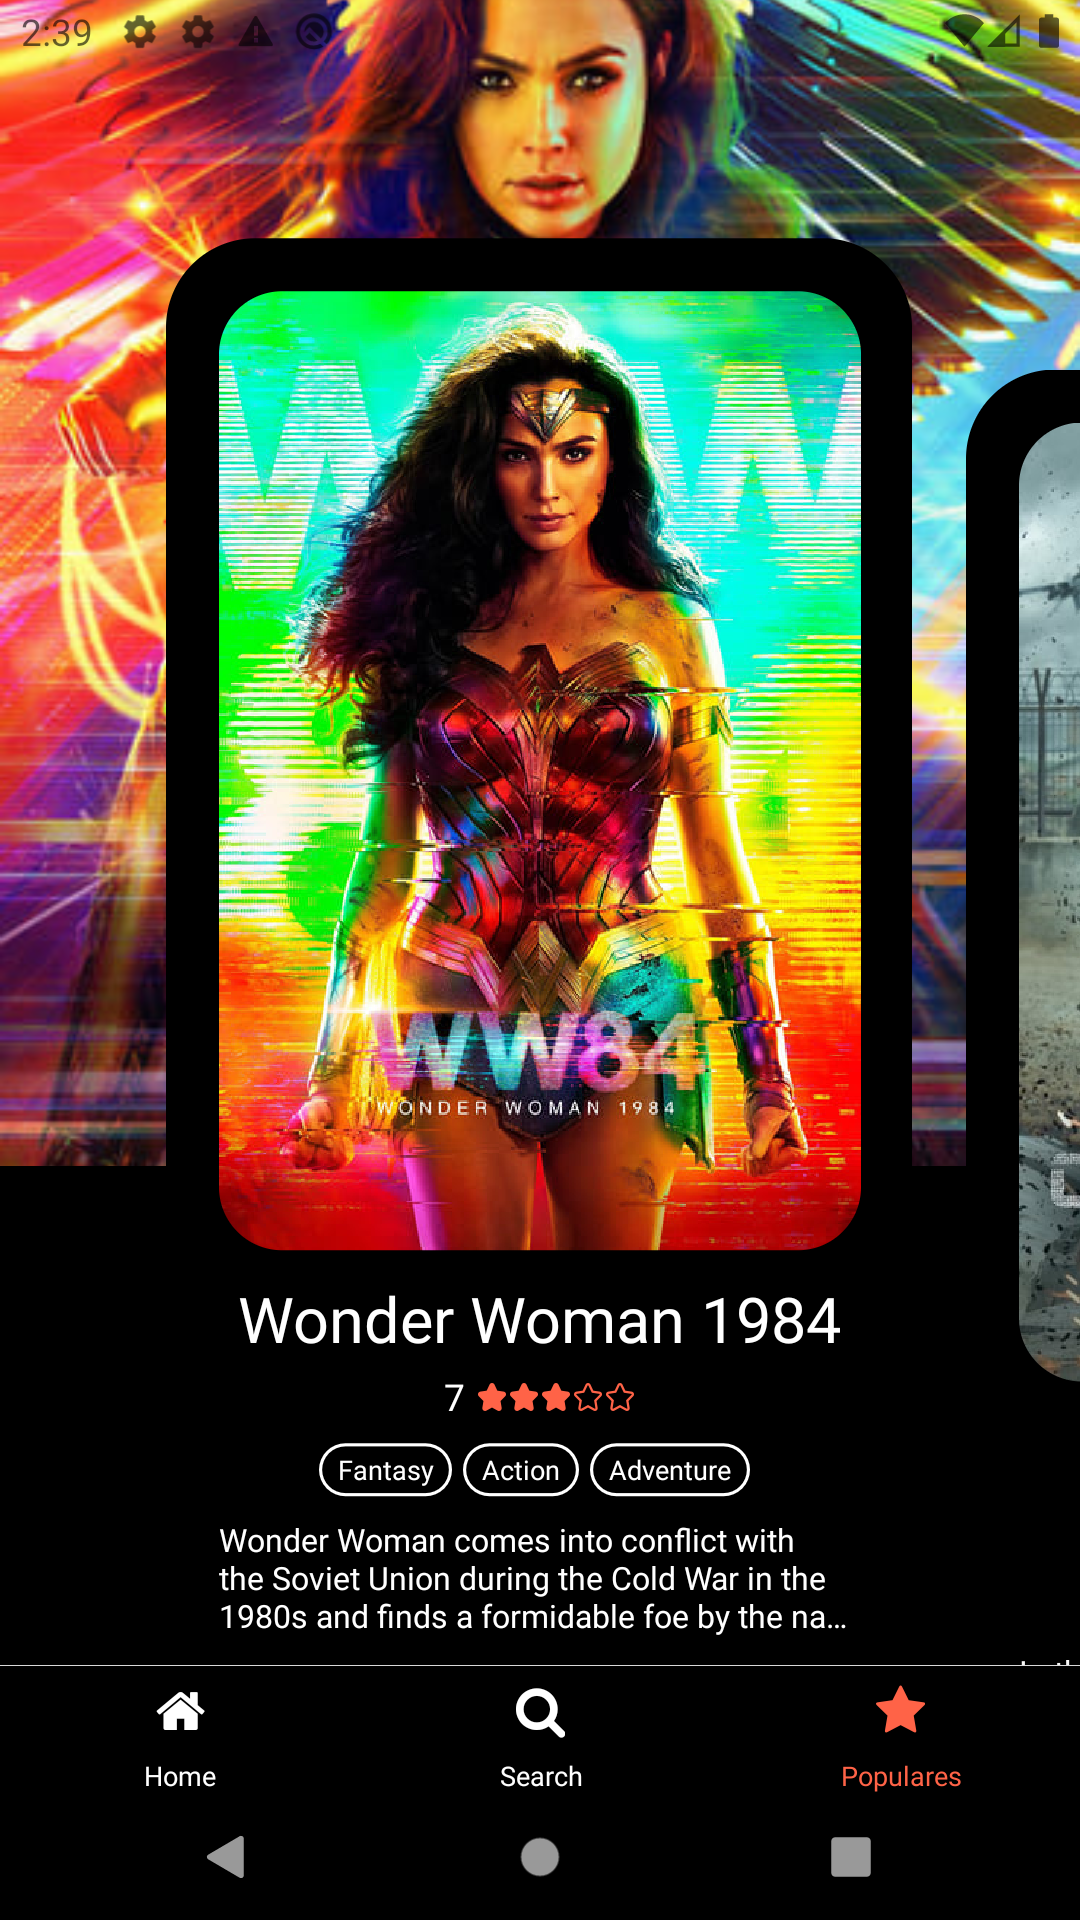 2:39
WW
WW84
WONDER WOMAN 1984
Wonder Woman 1984
7
Fantasy
Action
Adventure
Wonder Woman comes into conflict with
the Soviet Union during the Cold War in the
1980s and finds a formidable foe by the na...
Home
Search
Populares